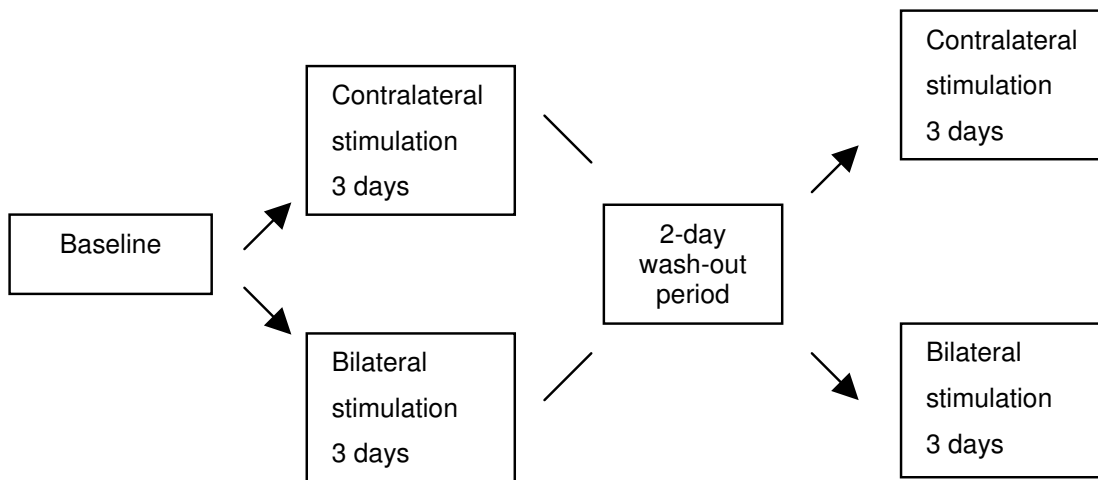 Baseline
Contralateral
stimulation
3 days
Bilateral
stimulation
3 days
2-day
wash-out
period
Contralateral
stimulation
3 days
Bilateral
stimulation
3 days